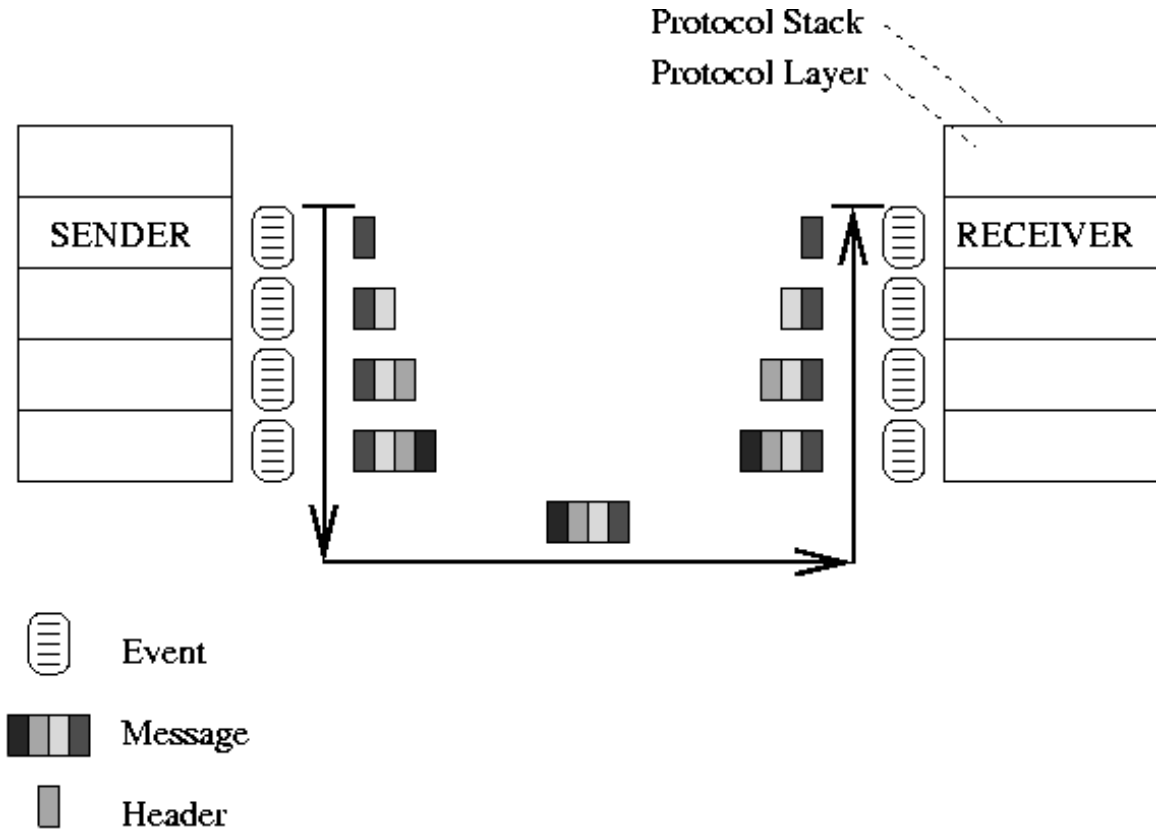 Protocol Stack
Protocol Layer
SENDER
RECEIVER
Event
Message
Header